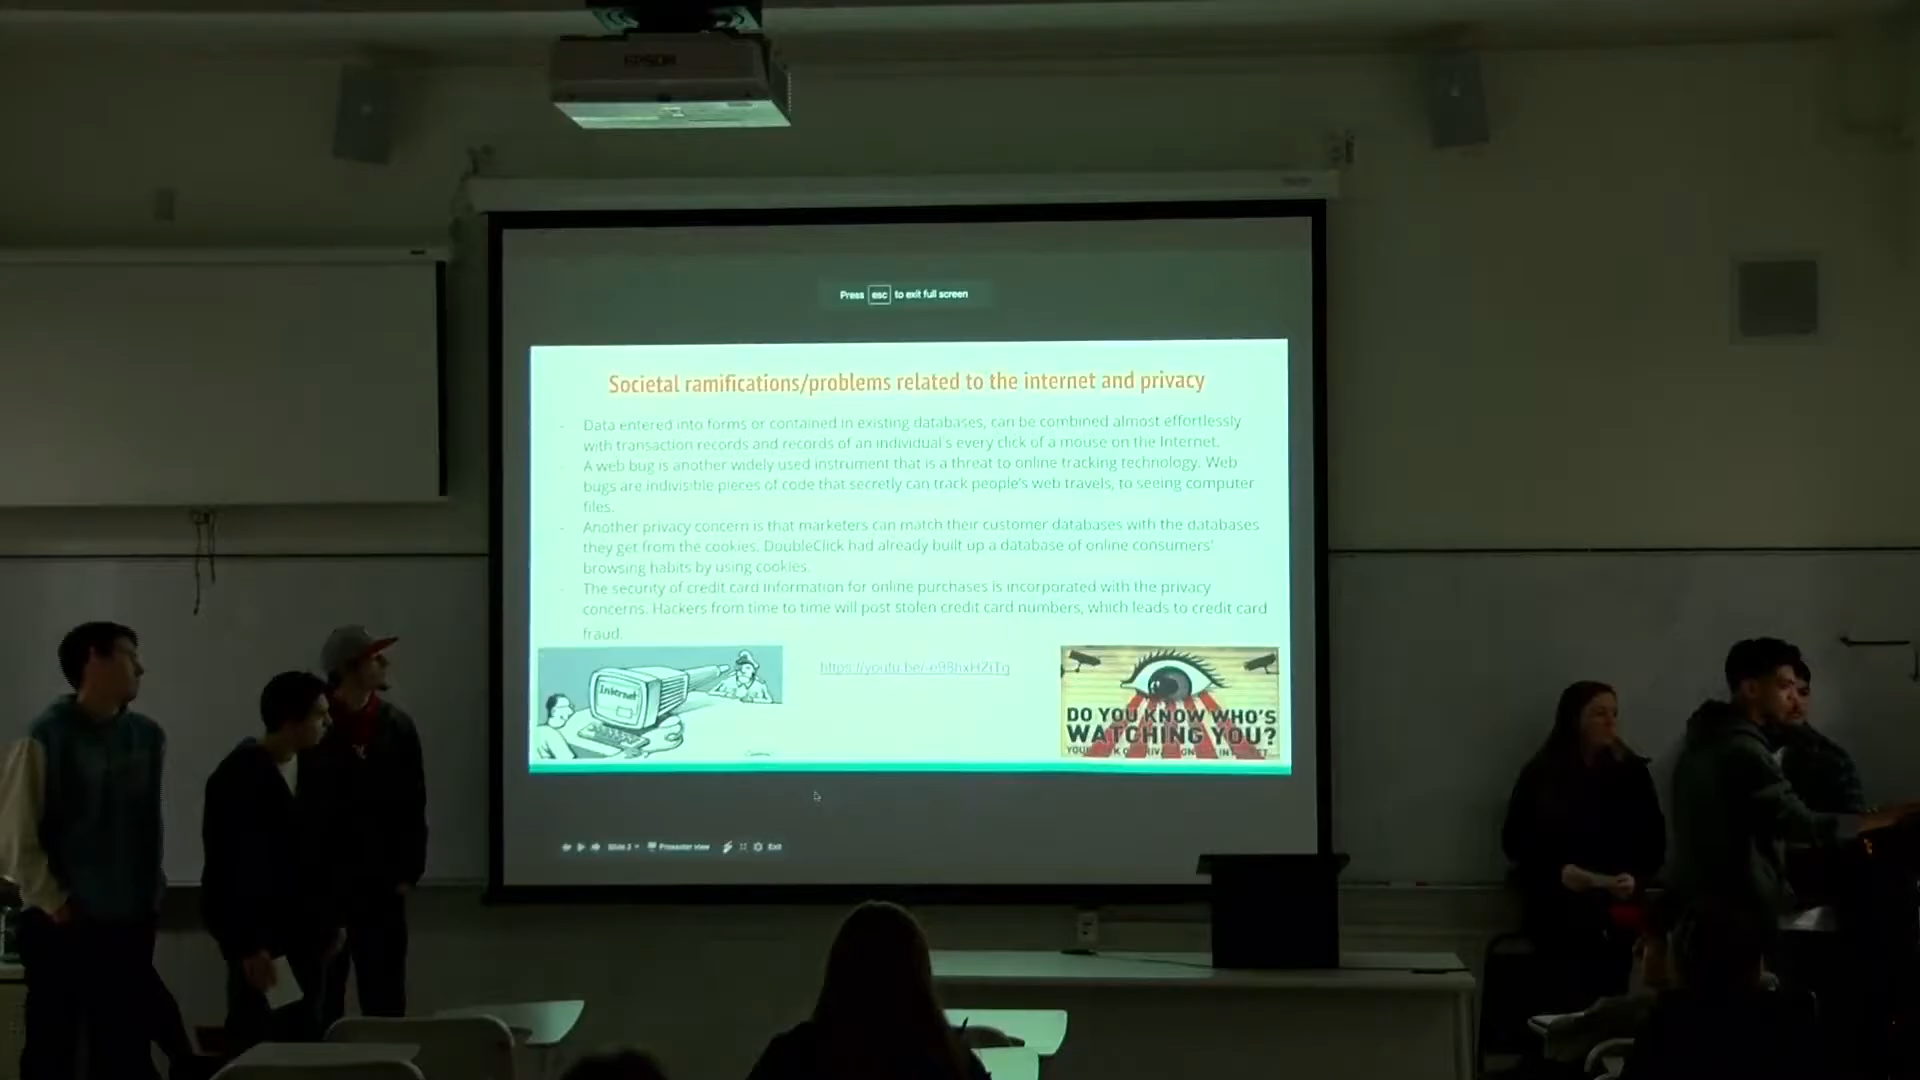 EPSON
Press esc to exit full screen
Societal ramifications/problems related to the internet and privacy
- Data entered into forms or contained in existing databases, can be combined almost effortlessly
with transaction records and records of an individual's every click of a mouse on the Internet.
- A web bug is another widely used instrument that is a threat to online tracking technology. Web
bugs are indivisible pieces of code that secretly can track people's web travels, to seeing computer
files.
- Another privacy concern is that marketers can match their customer databases with the databases
they get from the cookies. DoubleClick had already built up a database of online consumers'
browsing habits by using cookies.
- The security of credit card information for online purchases is incorporated with the privacy
concerns. Hackers from time to time will post stolen credit card numbers, which leads to credit card
fraud.
Internet
DO YOU KNOW WHO'S
WATCHING YOU?
Slide 2 Presenter view Exit